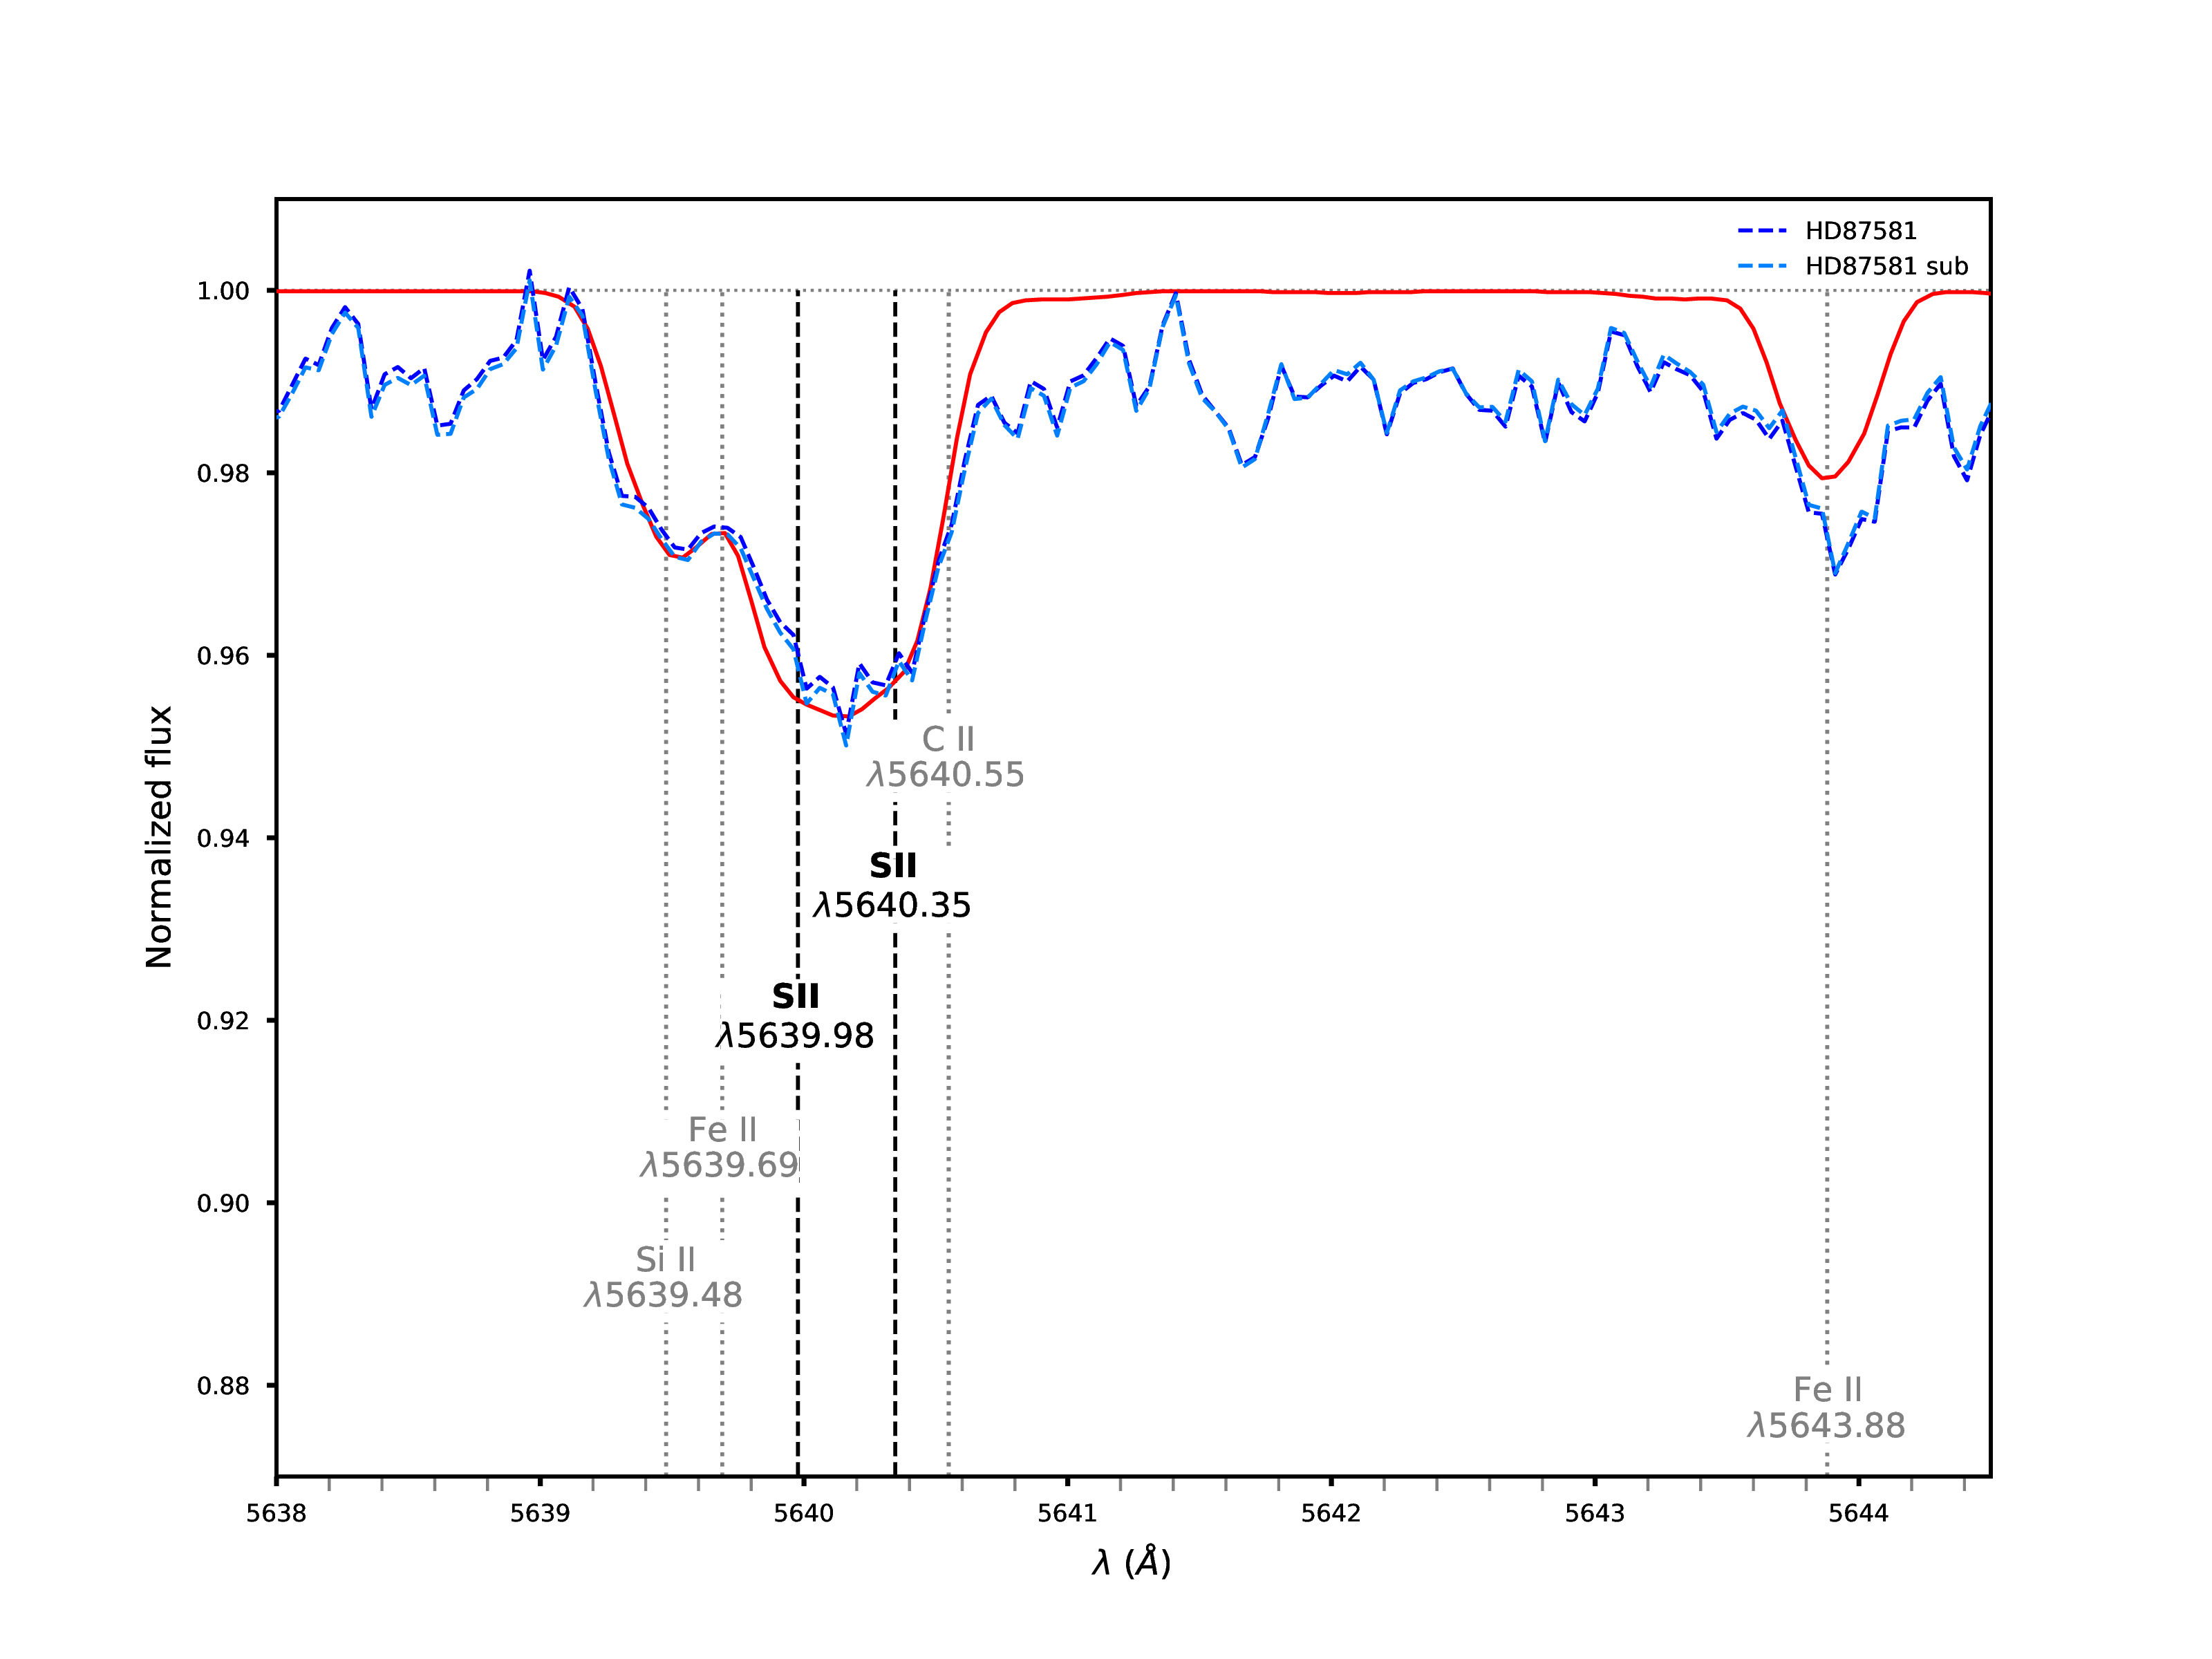 HD87581
HD87581 sub
1.00
0.98
0.96
0.94
0.92
0.90
0.88
Normalized flux
C II
λ5640.55
SII
λ5640.35
SII
λ5639.98
Fe II
λ5639.69
Si II
λ5639.48
Fe II
λ5643.88
5638 5639 5640 5641 5642 5643 5644
λ (Å)